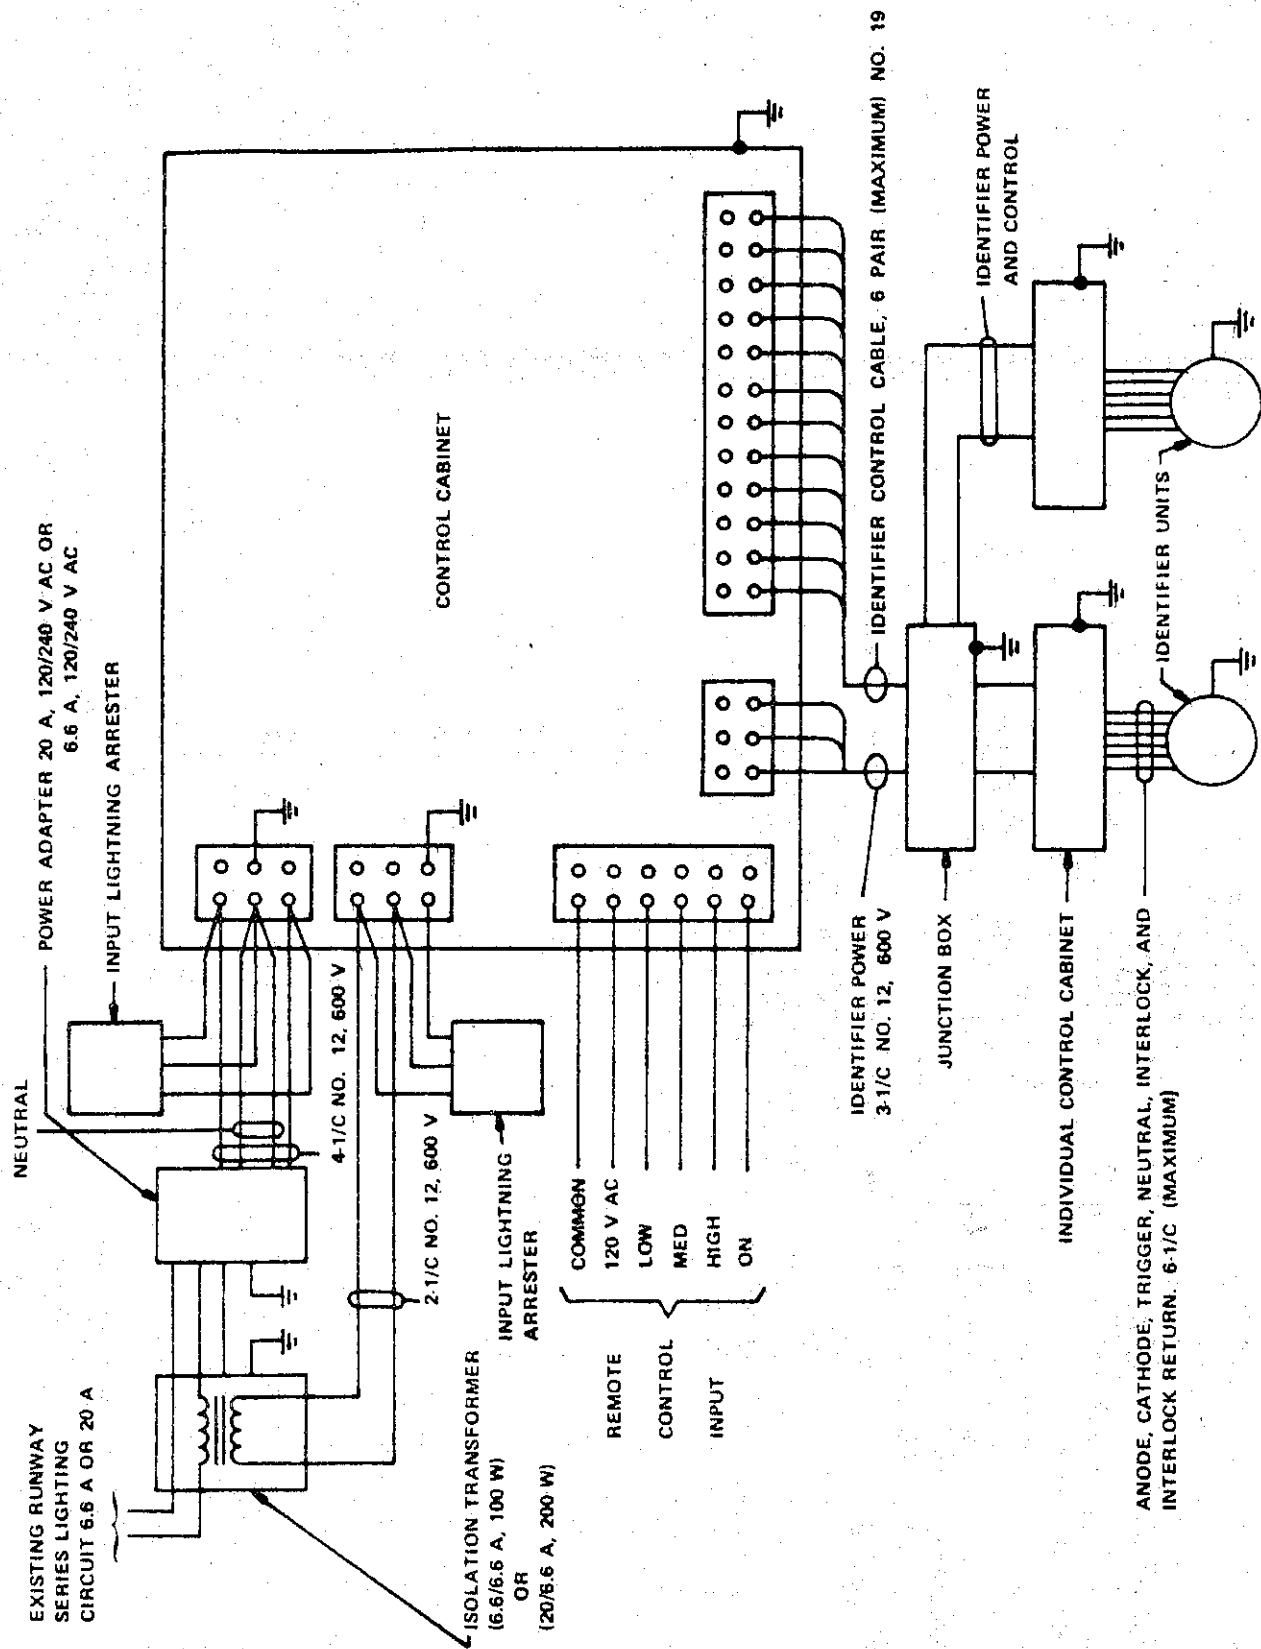 EXISTING RUNWAY
SERIES LIGHTING
CIRCUIT 6.6 A OR 20 A
NEUTRAL
POWER ADAPTER 20 A, 120/240 V AC OR
6.6 A, 120/240 V AC
INPUT LIGHTNING ARRESTER
4-1/C NO. 12, 600 V
2-1/C NO. 12, 600 V
ISOLATION TRANSFORMER
(6.6/6.6 A, 100 W)
OR
(20/6.6 A, 200 W)
INPUT LIGHTNING
ARRESTER
CONTROL CABINET
REMOTE
CONTROL
INPUT
COMMON
120 V AC
LOW
MED
HIGH
ON
IDENTIFIER POWER
3-1/C NO. 12, 600 V
IDENTIFIER CONTROL CABLE, 6 PAIR (MAXIMUM) NO. 19
JUNCTION BOX
IDENTIFIER POWER
AND CONTROL
INDIVIDUAL CONTROL CABINET
IDENTIFIER UNITS
ANODE, CATHODE, TRIGGER, NEUTRAL, INTERLOCK, AND
INTERLOCK RETURN. 6-1/C (MAXIMUM)